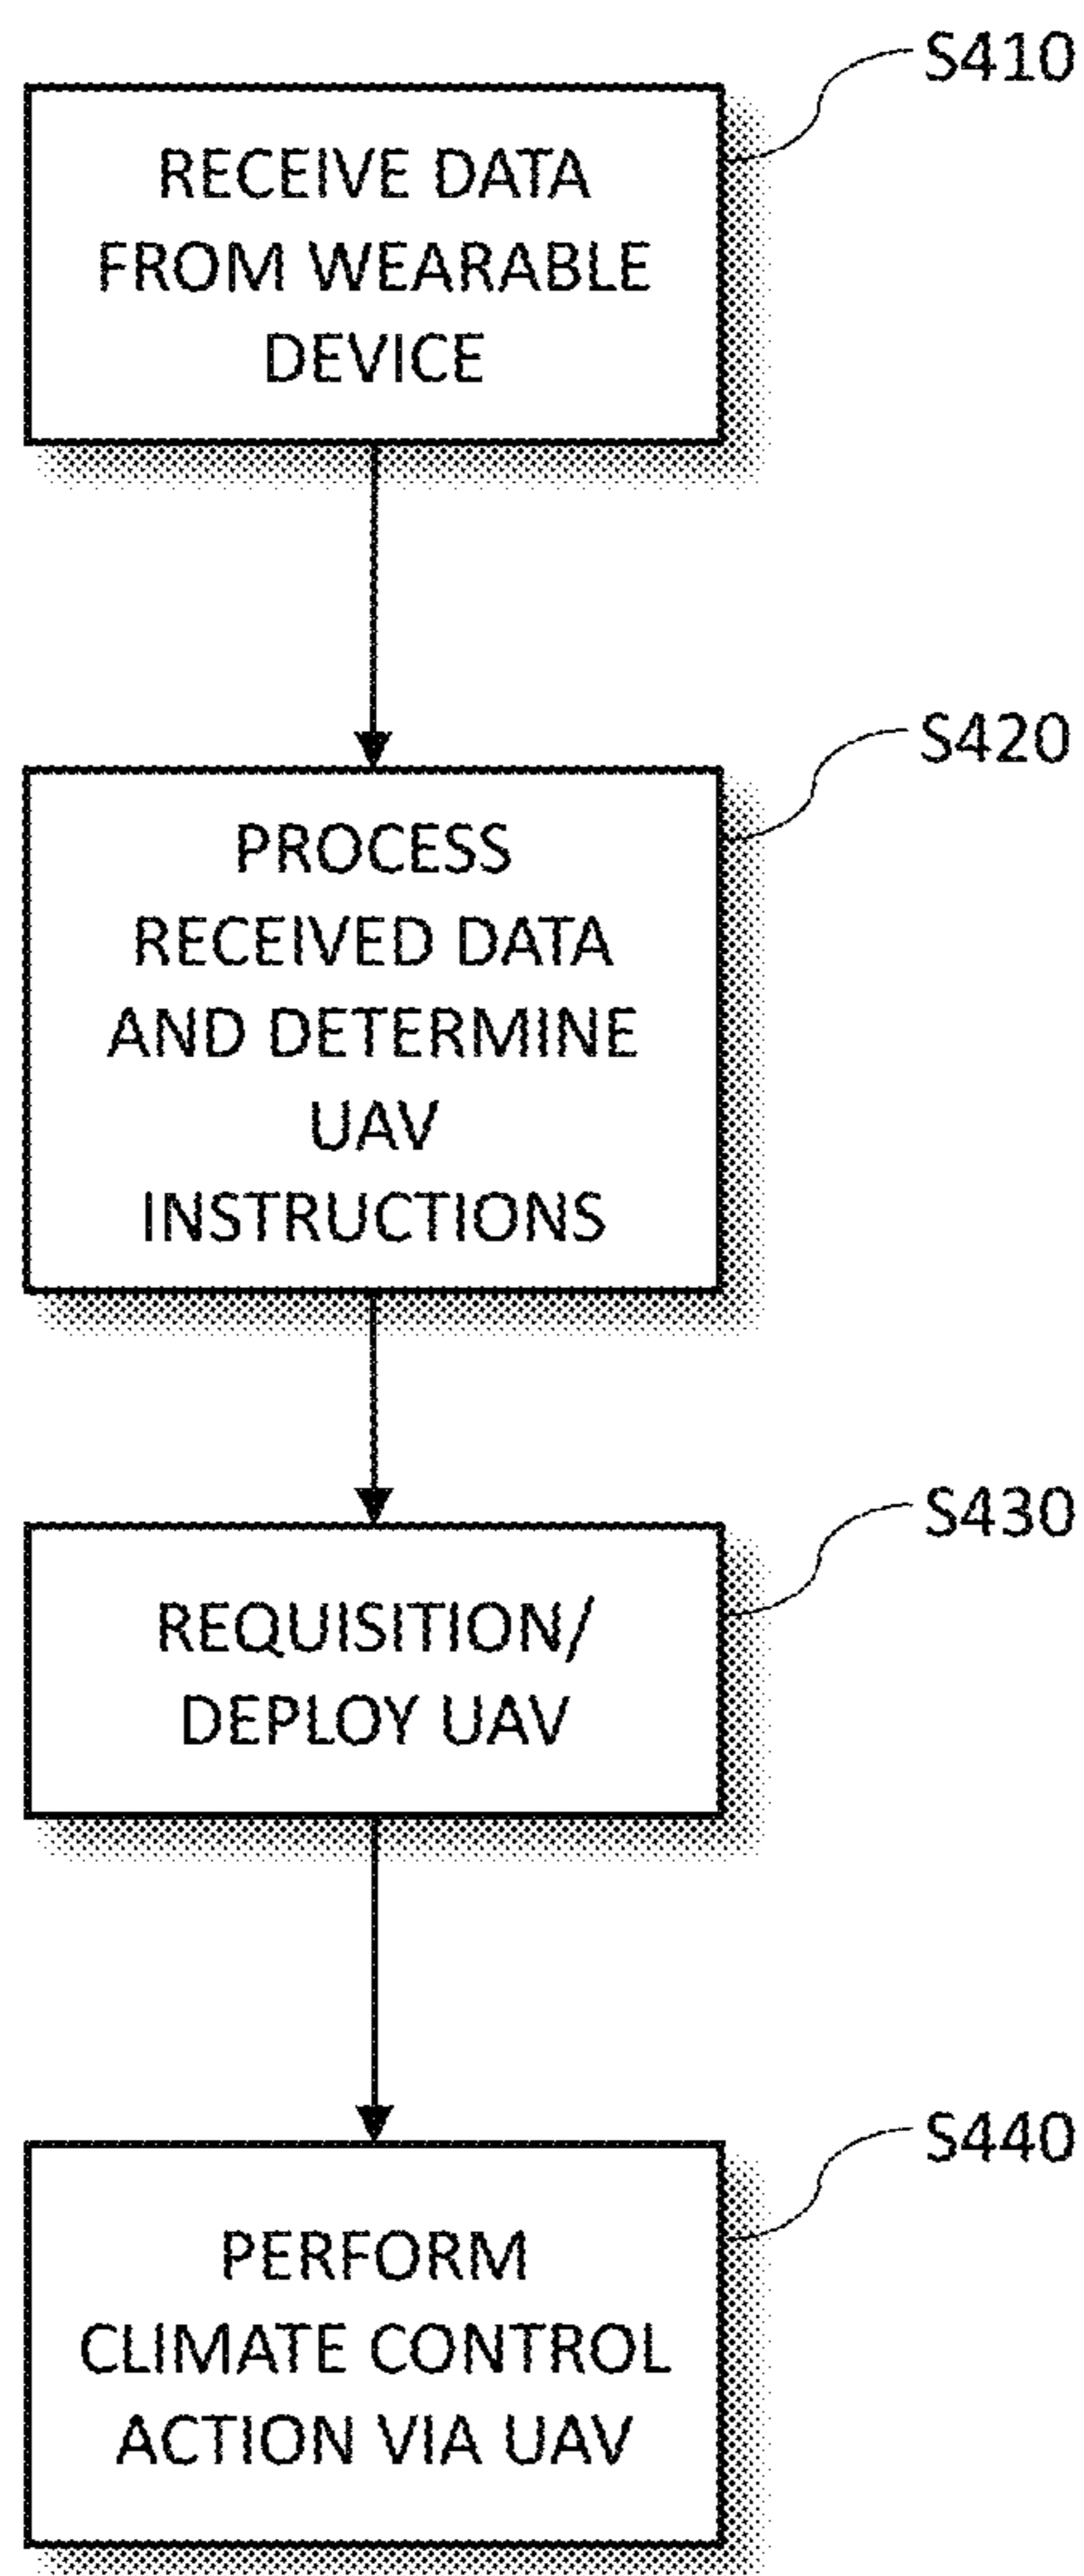 S410
RECEIVE DATA
FROM WEARABLE
DEVICE
S420
PROCESS
RECEIVED DATA
AND DETERMINE
UAV
INSTRUCTIONS
S430
REQUISITION/
DEPLOY UAV
S440
PERFORM
CLIMATE CONTROL
ACTION VIA UAV